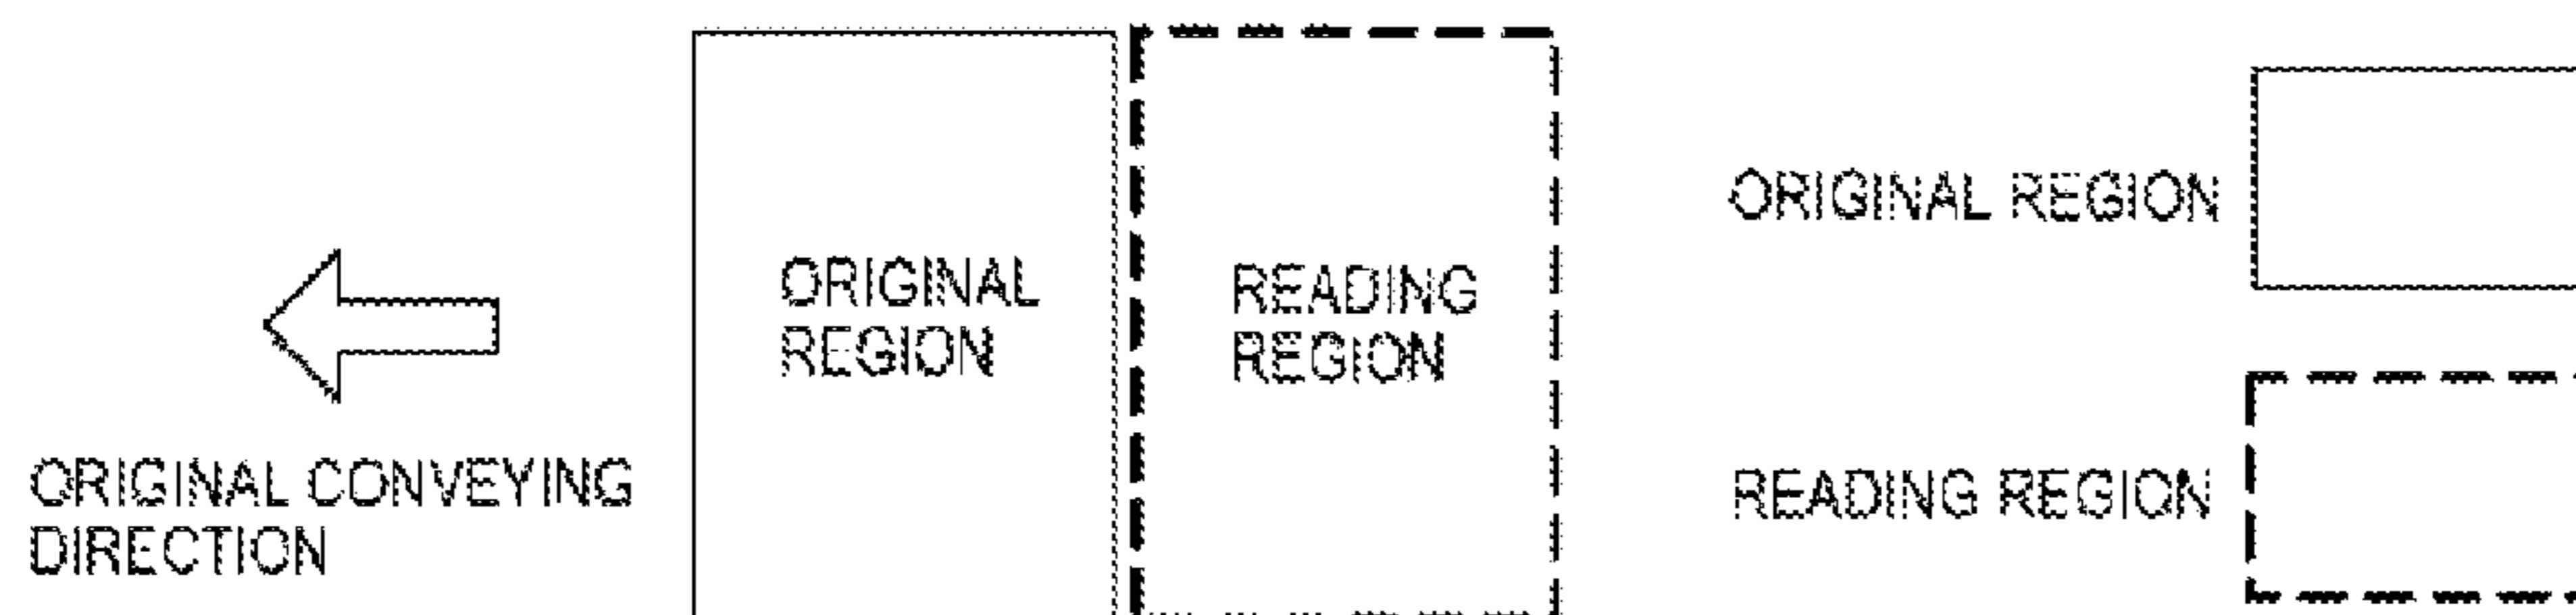 ORIGINAL CONVEYING
DIRECTION
ORIGINAL
REGION
READING
REGION
ORIGINAL REGION
READING REGION